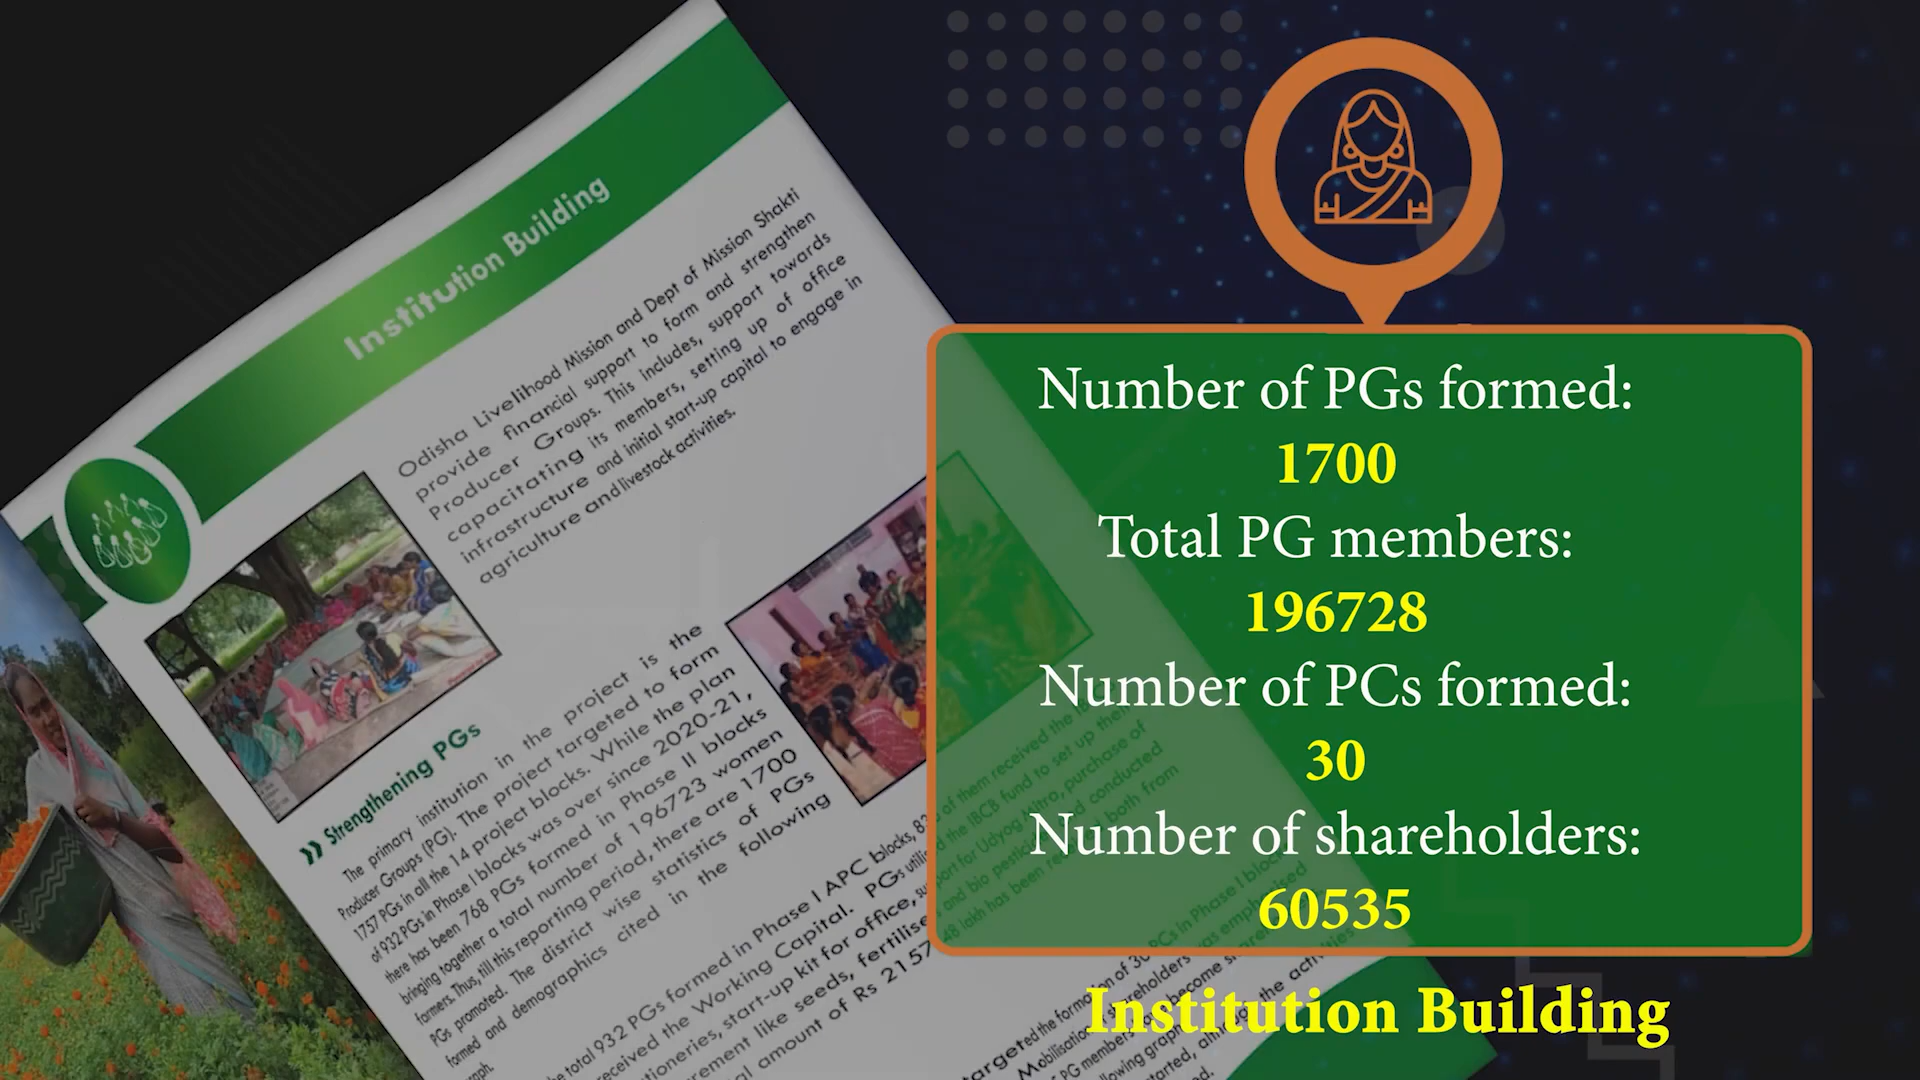 Institution Building
Odisha Livelihood Mission and Dept of Mission Shakti
provide financial support to form and strengthen
Producer Groups. This includes, support towards
capacitating its members, setting up of office
infrastructure and initial start-up capital to engage in
agriculture and livestock activities.
Strengthening PGs
The primary institution in the project is the
Producer Groups (PG). The project targeted to form
1757 PGs in all the 14 project blocks. While the plan
of 932 PGs in Phase I blocks was over since 2020-21,
there has been 768 PGs formed in Phase II blocks
bringing together a total number of 196723 women
farmers. Thus, till this reporting period, there are 1700
PGs promoted. The district wise statistics of PGs
formed and demographics cited in the following
total 932 PGs formed in Phase I APC blocks,
received the Working Capital. PGs
start-up kit for office,
like seeds, fertilise
amount of Rs 2157
Number of PGs formed:
1700
Total PG members:
196728
Number of PCs formed:
30
Number of shareholders:
60535
Institution Building